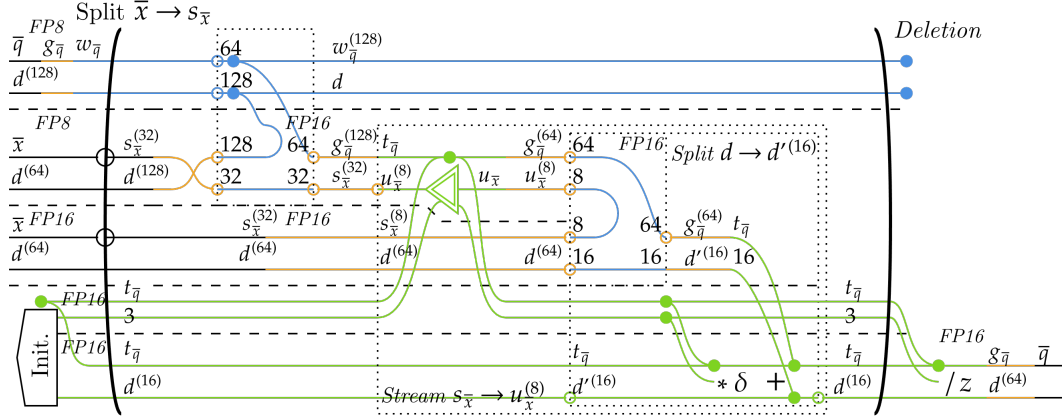 Split x̅ → s_x̅
FP8
q̅ g_q̅ w_q̅ 64 w_q̅^(128) Deletion
d^(128) 128 d
FP8 FP16
x̅ s_x̅^(32) 128 64 g_q̅^(128) t_q̅ g_q̅^(64) 64 FP16 Split d → d′^(16)
d^(64) d^(128) 32 32 s_x̅^(32) u_x̅^(8) u_x̅ u_x̅^(8) 8
x̅ FP16 s_x̅^(32) FP16 s_x̅^(8) 8 64 g_q̅^(64) t_q̅
d^(64) d^(64) d^(64) d^(64) 16 16 d′^(16) 16
FP16 t_q̅ t_q̅
3 3
Init. FP16 t_q̅ t_q̅ t_q̅ FP16 g_q̅ q̅
d^(16) Stream s_x̅ → u_x̅^(8) d′^(16) * δ + d^(16) / z d^(64)